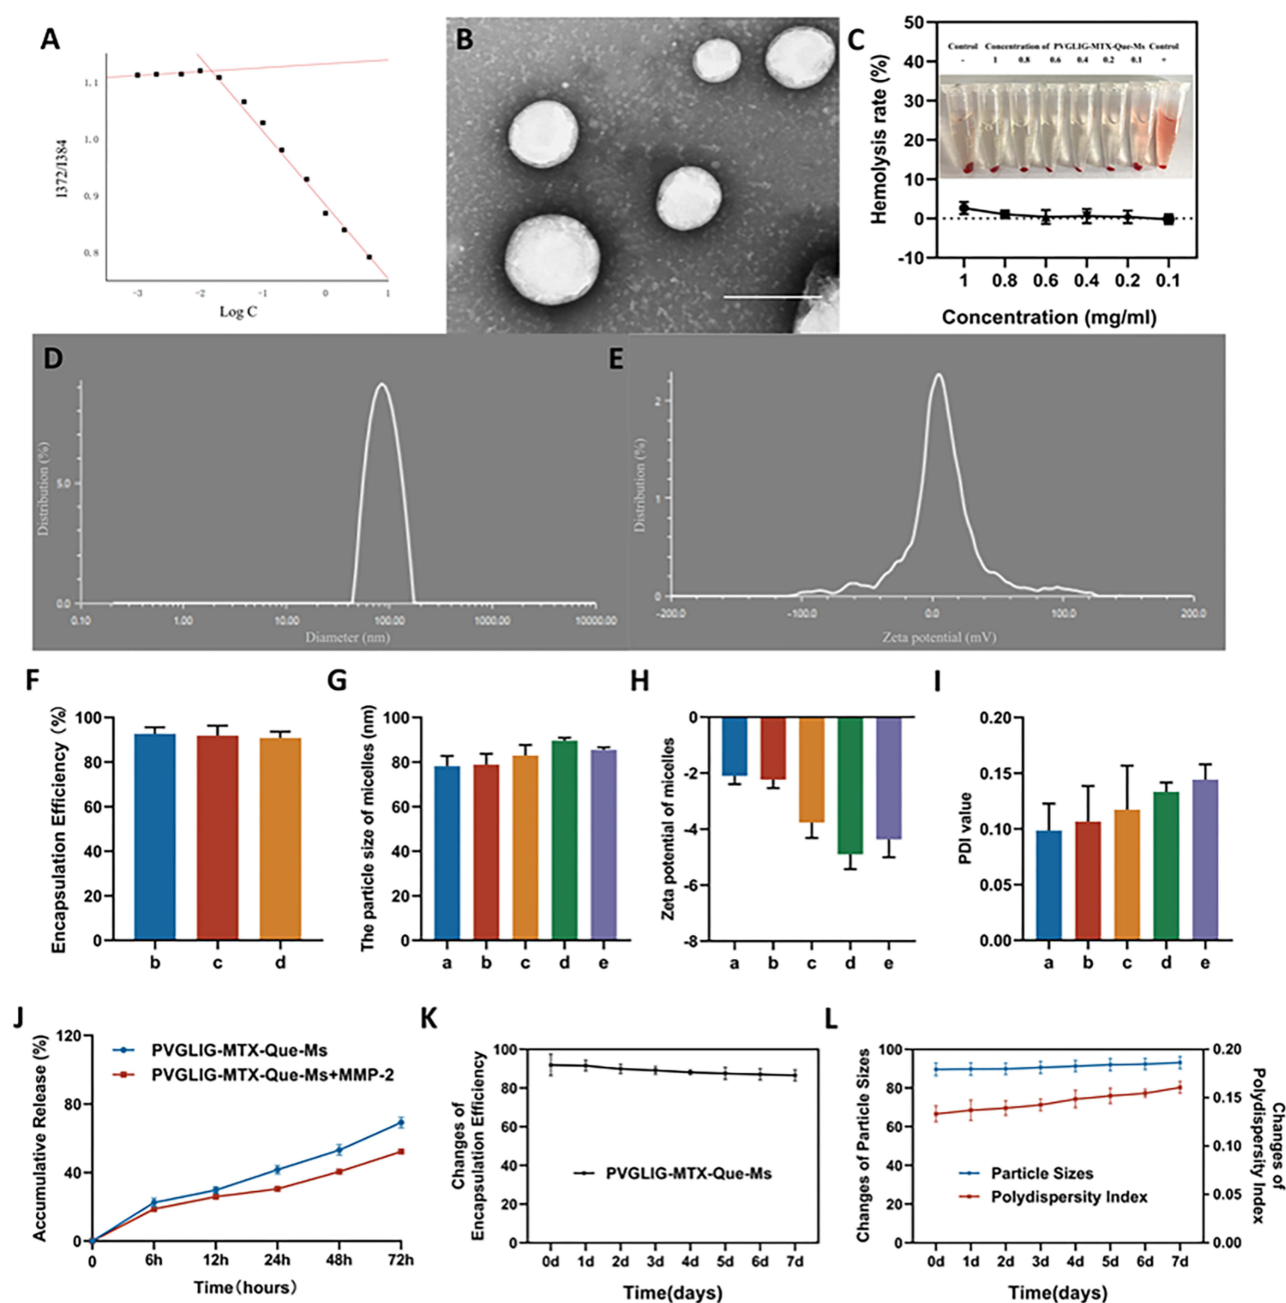 A
I372/I384
1.1
1.0
0.9
0.8
-3
-2
-1
0
1
Log C
B
C
Hemolysis rate (%)
50
40
30
20
10
0
-10
Control Concentration of PVGLIG-MTX-Que-Ms Control
- 1 0.8 0.6 0.4 0.2 0.1 +
1 0.8 0.6 0.4 0.2 0.1
Concentration (mg/ml)
D
Distribution (%)
5.0
0.0
0.10 1.00 10.00 100.00 1000.00 10000.00
Diameter (nm)
E
Distribution (%)
2
1
0
-200.0 -100.0 0.0 100.0 200.0
Zeta potential (mV)
F
Encapsulation Efficiency (%)
100
80
60
40
20
0
b c d
G
The particle size of micelles (nm)
100
80
60
40
20
0
a b c d e
H
Zeta potential of micelles
0
-2
-4
-6
-8
a b c d e
I
PDI value
0.20
0.15
0.10
0.05
0.00
a b c d e
J
Accumulative Release (%)
120
80
40
0
PVGLIG-MTX-Que-Ms
PVGLIG-MTX-Que-Ms+MMP-2
0 6h 12h 24h 48h 72h
Time(hours)
K
Changes of
Encapsulation Efficiency
100
80
60
40
20
0
PVGLIG-MTX-Que-Ms
0d 1d 2d 3d 4d 5d 6d 7d
Time(days)
L
Changes of Particle Sizes
100
80
60
40
20
0
Particle Sizes
Polydispersity Index
0.20
0.15
0.10
0.05
0.00
Changes of
Polydispersity Index
0d 1d 2d 3d 4d 5d 6d 7d
Time(days)